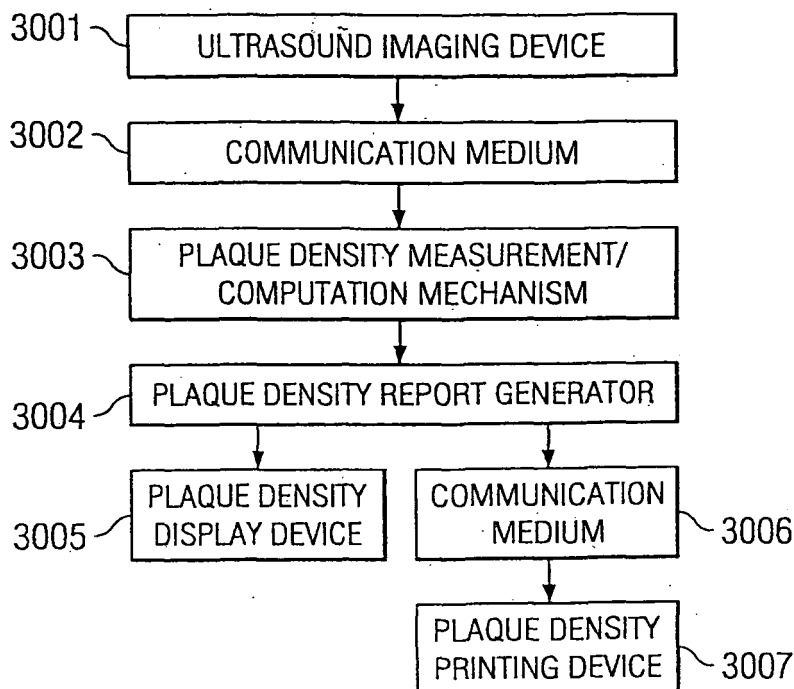 3001
ULTRASOUND IMAGING DEVICE
3002
COMMUNICATION MEDIUM
3003
PLAQUE DENSITY MEASUREMENT/
COMPUTATION MECHANISM
3004
PLAQUE DENSITY REPORT GENERATOR
3005
PLAQUE DENSITY
DISPLAY DEVICE
COMMUNICATION
MEDIUM
3006
PLAQUE DENSITY
PRINTING DEVICE
3007